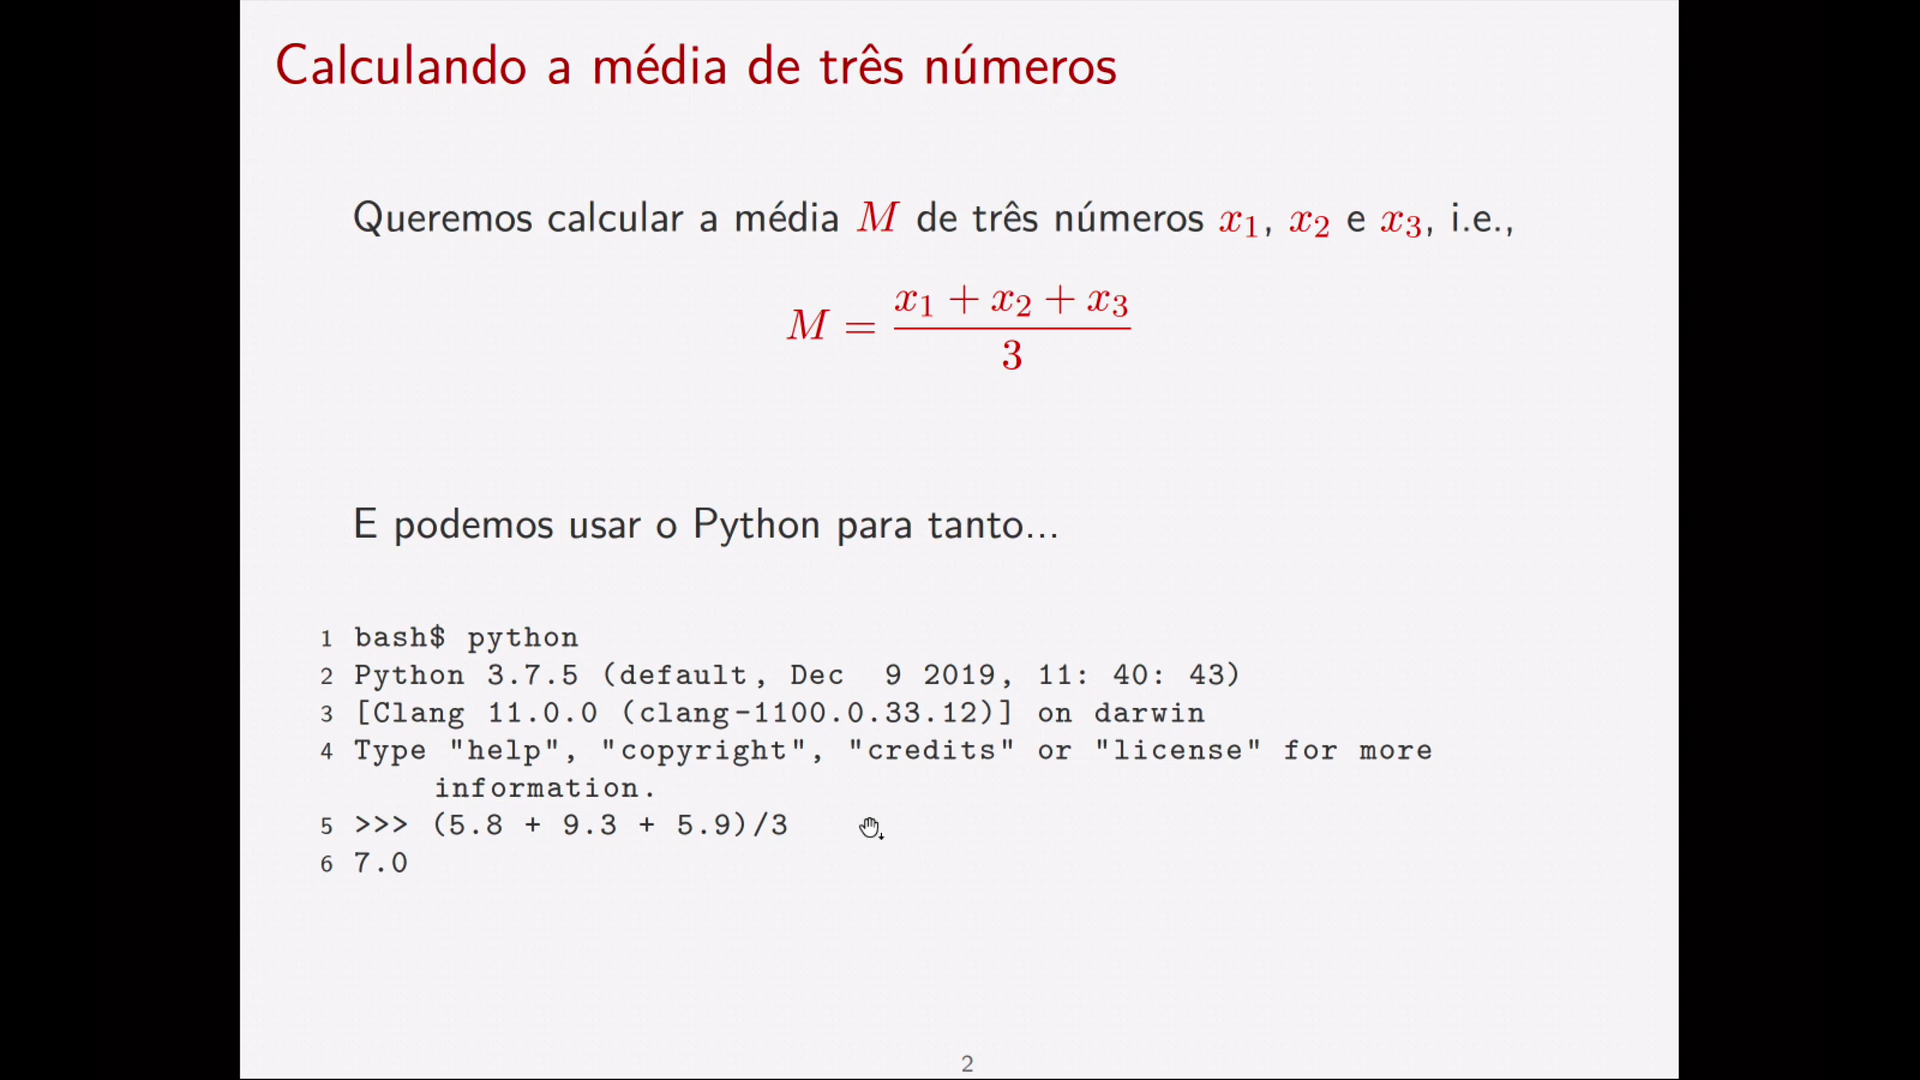 Calculando a média de três números
Queremos calcular a média M de três números x₁, x₂ e x₃, i.e.,
M = (x₁ + x₂ + x₃) / 3
E podemos usar o Python para tanto...
1 bash$ python
2 Python 3.7.5 (default, Dec  9 2019, 11: 40: 43)
3 [Clang 11.0.0 (clang-1100.0.33.12)] on darwin
4 Type "help", "copyright", "credits" or "license" for more
information.
5 >>> (5.8 + 9.3 + 5.9)/3
6 7.0
2